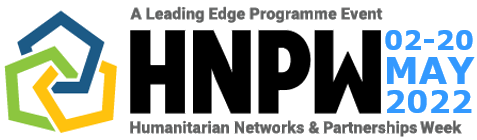 A Leading Edge Programme Event
HNPW
02-20
MAY
2022
Humanitarian Networks & Partnerships Week